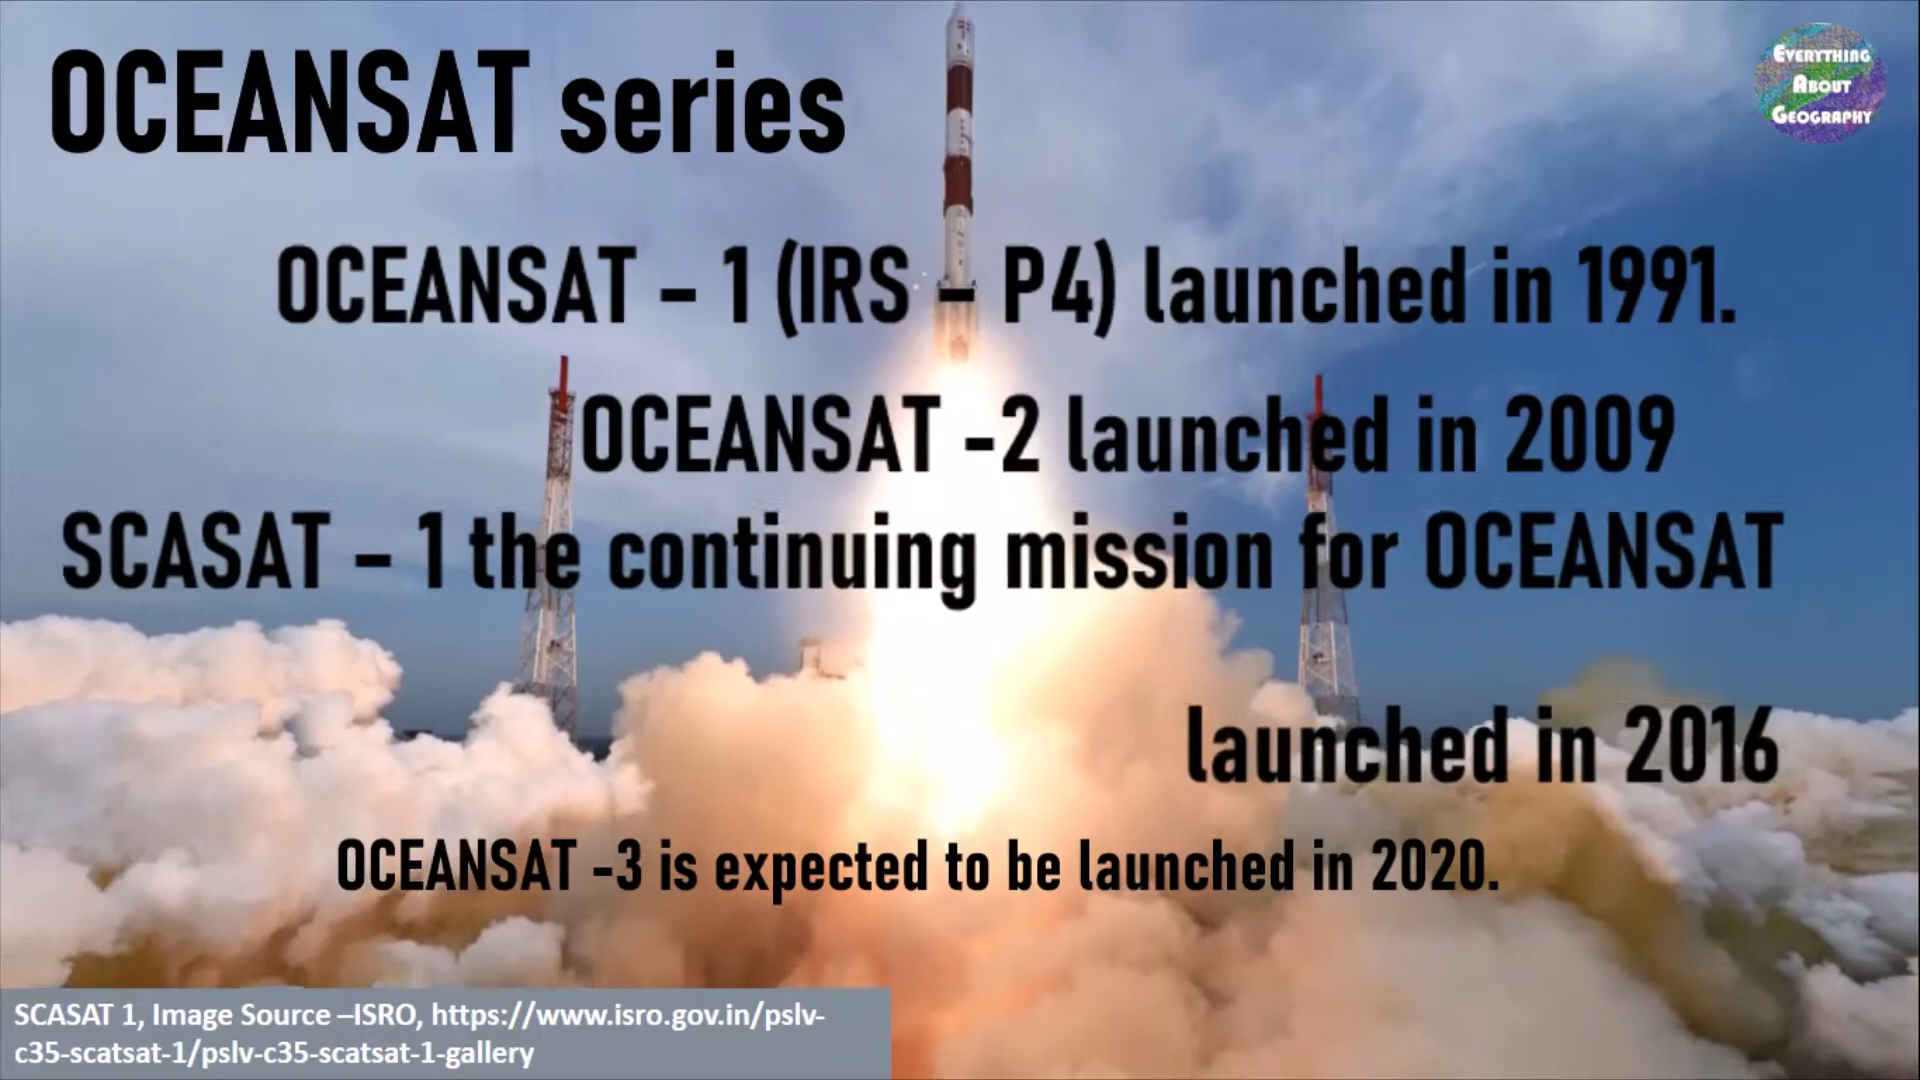 OCEANSAT series
EVERYTHING
ABOUT
GEOGRAPHY
OCEANSAT – 1 (IRS – P4) launched in 1991.
OCEANSAT -2 launched in 2009
SCASAT – 1 the continuing mission for OCEANSAT
launched in 2016
OCEANSAT -3 is expected to be launched in 2020.
SCASAT 1, Image Source –ISRO, https://www.isro.gov.in/pslv-
c35-scatsat-1/pslv-c35-scatsat-1-gallery